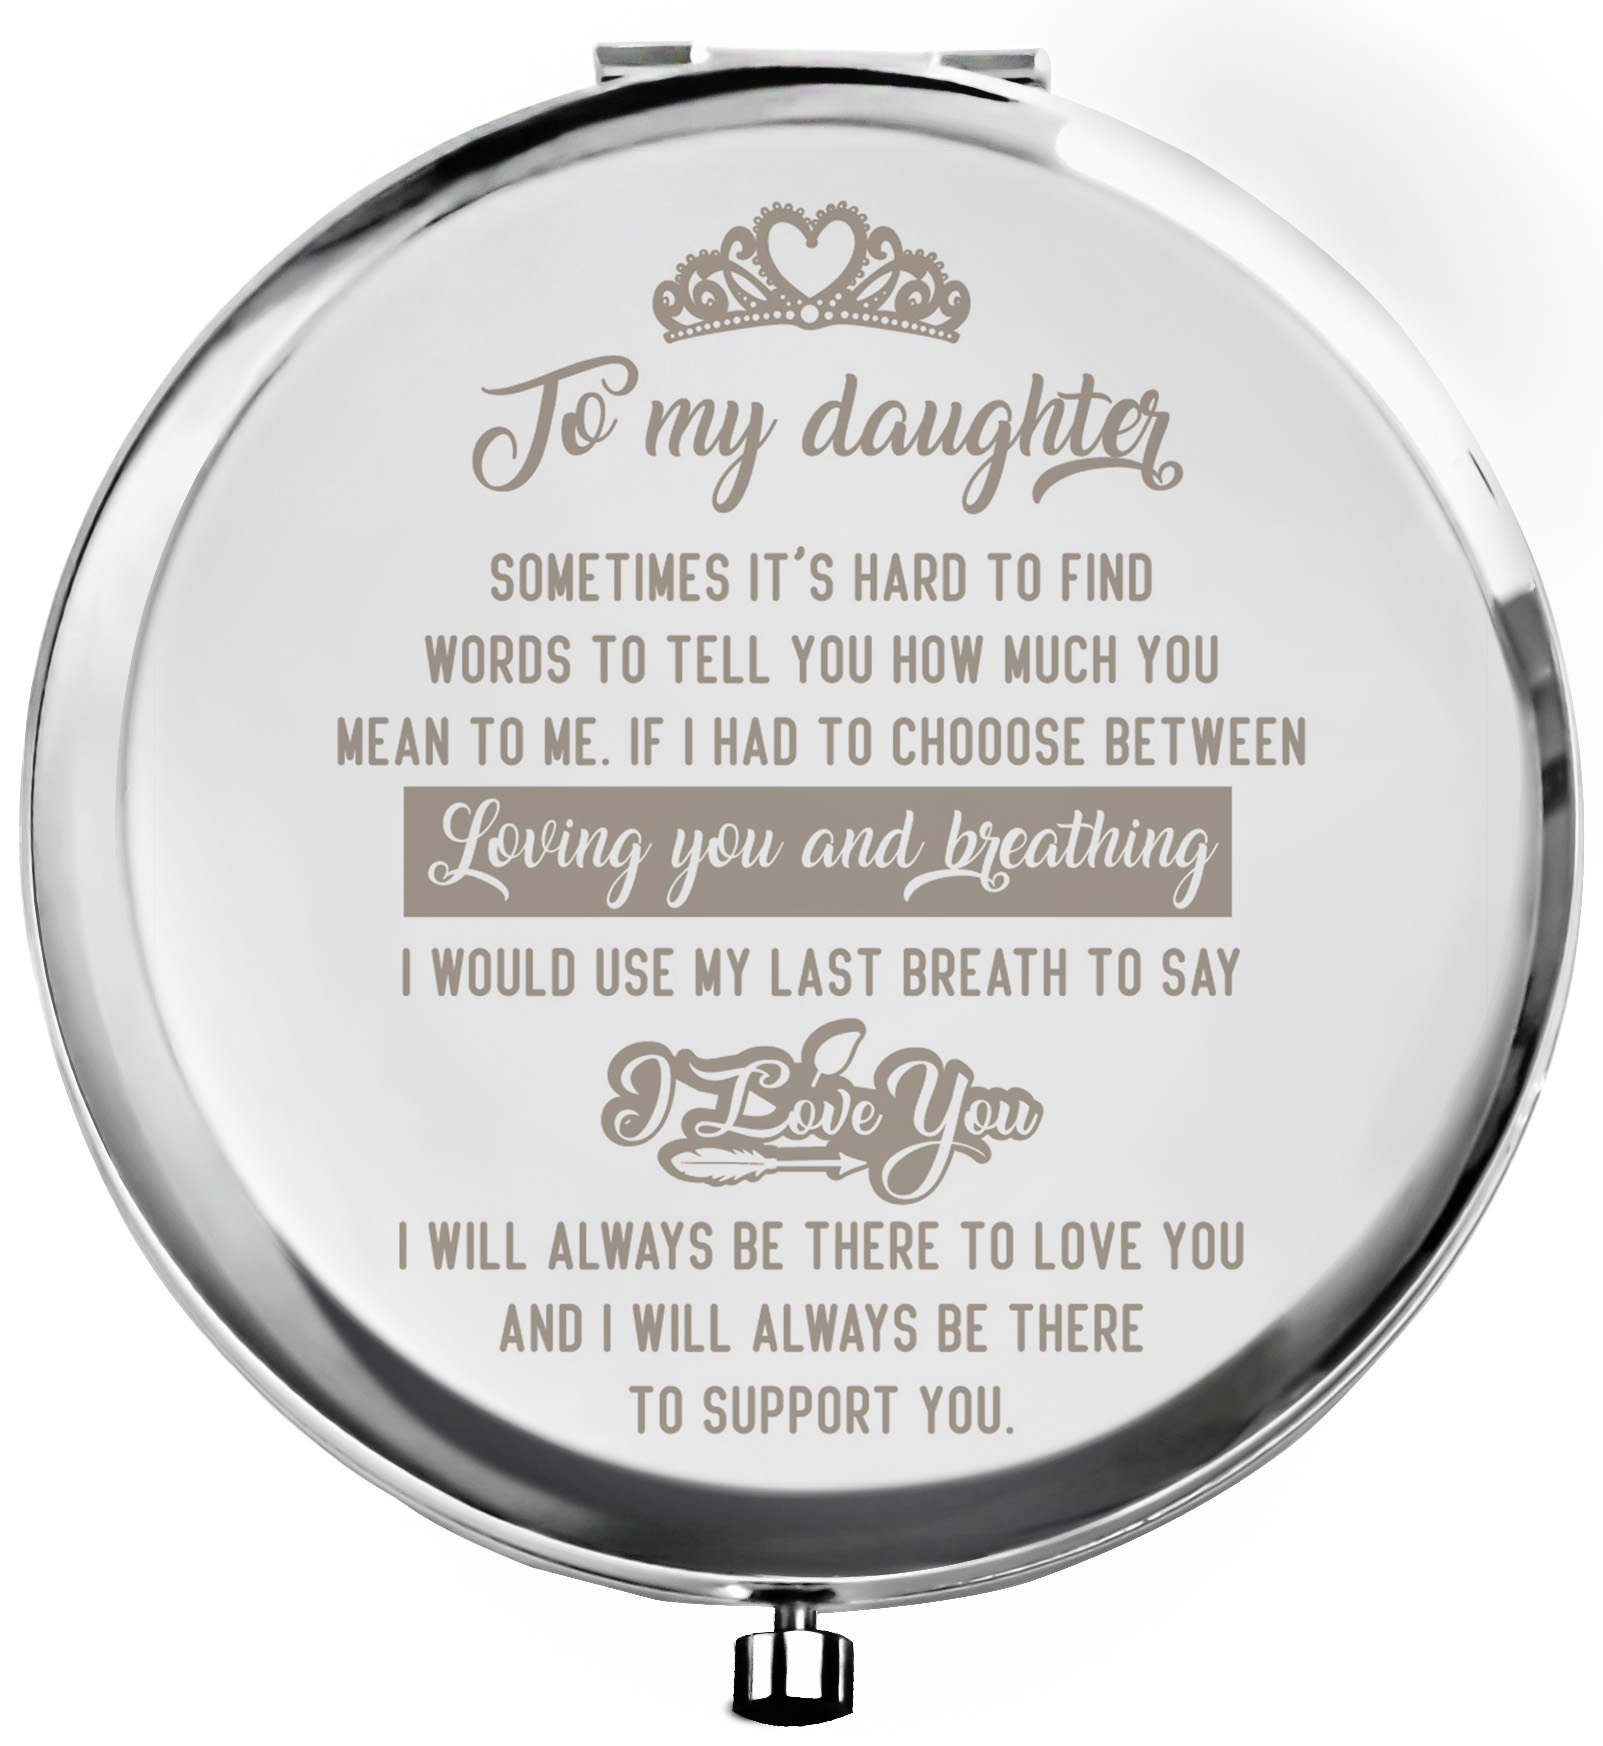 To my daughter
SOMETIMES IT'S HARD TO FIND
WORDS TO TELL YOU HOW MUCH YOU
MEAN TO ME. IF I HAD TO CHOOOSE BETWEEN
Loving you and breathing
I WOULD USE MY LAST BREATH TO SAY
I Love You
I WILL ALWAYS BE THERE TO LOVE YOU
AND I WILL ALWAYS BE THERE
TO SUPPORT YOU.